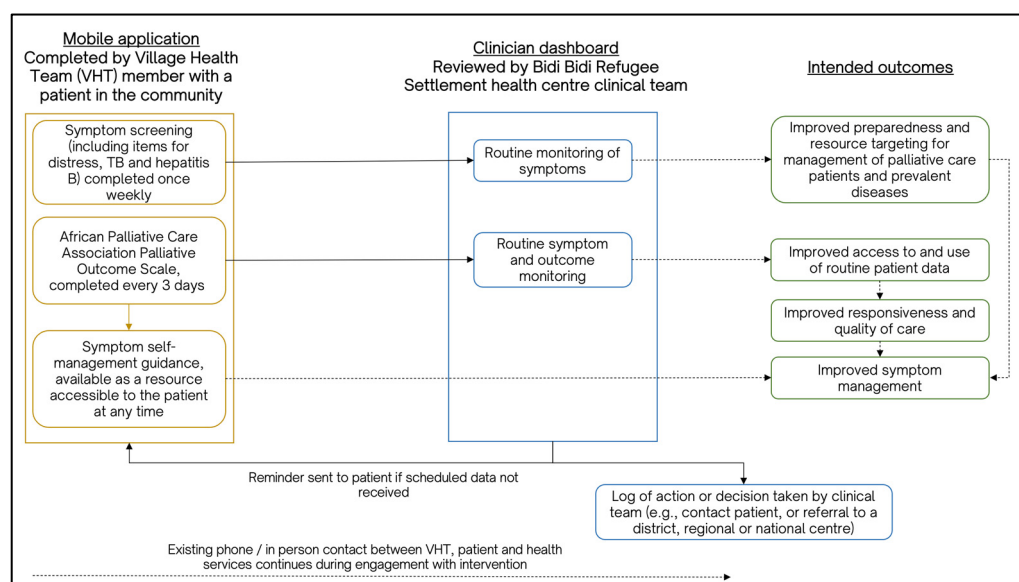 Mobile application
Completed by Village Health
Team (VHT) member with a
patient in the community
Symptom screening
(including items for
distress, TB and hepatitis
B) completed once
weekly
African Palliative Care
Association Palliative
Outcome Scale,
completed every 3 days
Symptom self-
management guidance,
available as a resource
accessible to the patient
at any time
Clinician dashboard
Reviewed by Bidi Bidi Refugee
Settlement health centre clinical team
Routine monitoring of
symptoms
Routine symptom
and outcome
monitoring
Intended outcomes
Improved preparedness and
resource targeting for
management of palliative care
patients and prevalent
diseases
Improved access to and use
of routine patient data
Improved responsiveness and
quality of care
Improved symptom
management
Reminder sent to patient if scheduled data not
received
Log of action or decision taken by clinical
team (e.g., contact patient, or referral to a
district, regional or national centre)
Existing phone / in person contact between VHT, patient and health
services continues during engagement with intervention